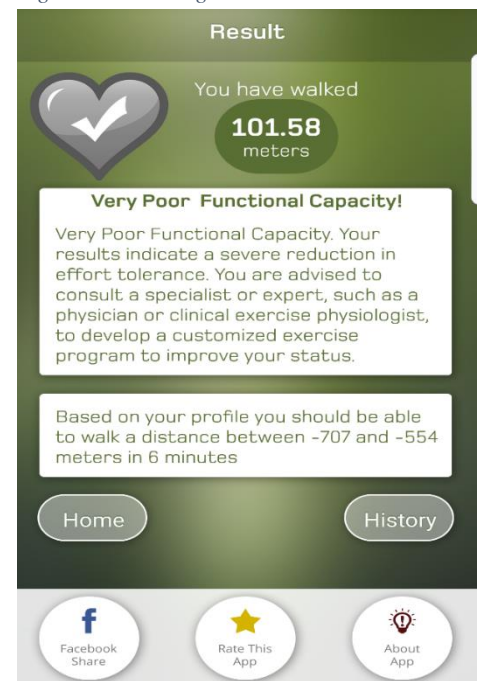 Result
You have walked
101.58
meters
Very Poor Functional Capacity!
Very Poor Functional Capacity. Your
results indicate a severe reduction in
effort tolerance. You are advised to
consult a specialist or expert, such as a
physician or clinical exercise physiologist,
to develop a customized exercise
program to improve your status.
Based on your profile you should be able
to walk a distance between -707 and -554
meters in 6 minutes
Home
History
f
Facebook
Share
Rate This
App
About
App